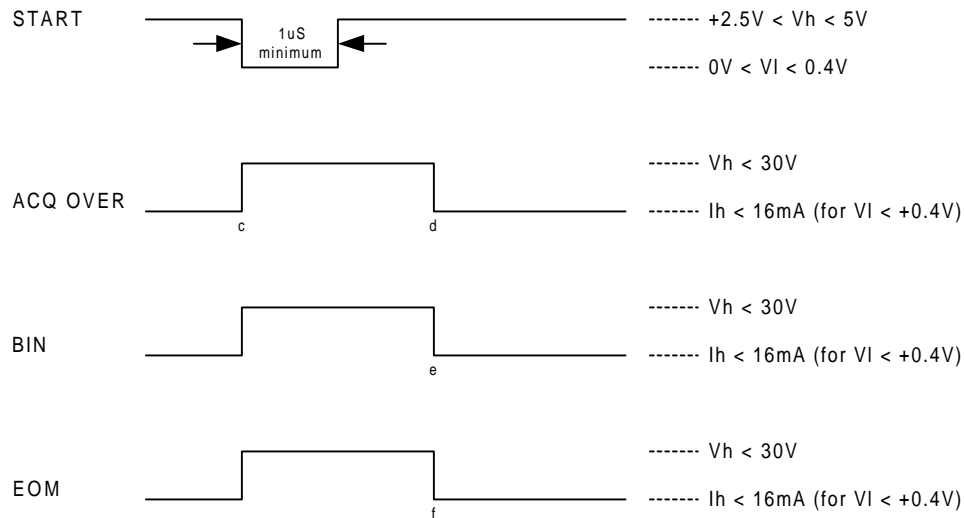 START
1uS
minimum
+2.5V < Vh < 5V
0V < Vl < 0.4V
ACQ OVER
c
d
Vh < 30V
Ih < 16mA (for Vl < +0.4V)
BIN
e
Vh < 30V
Ih < 16mA (for Vl < +0.4V)
EOM
f
Vh < 30V
Ih < 16mA (for Vl < +0.4V)